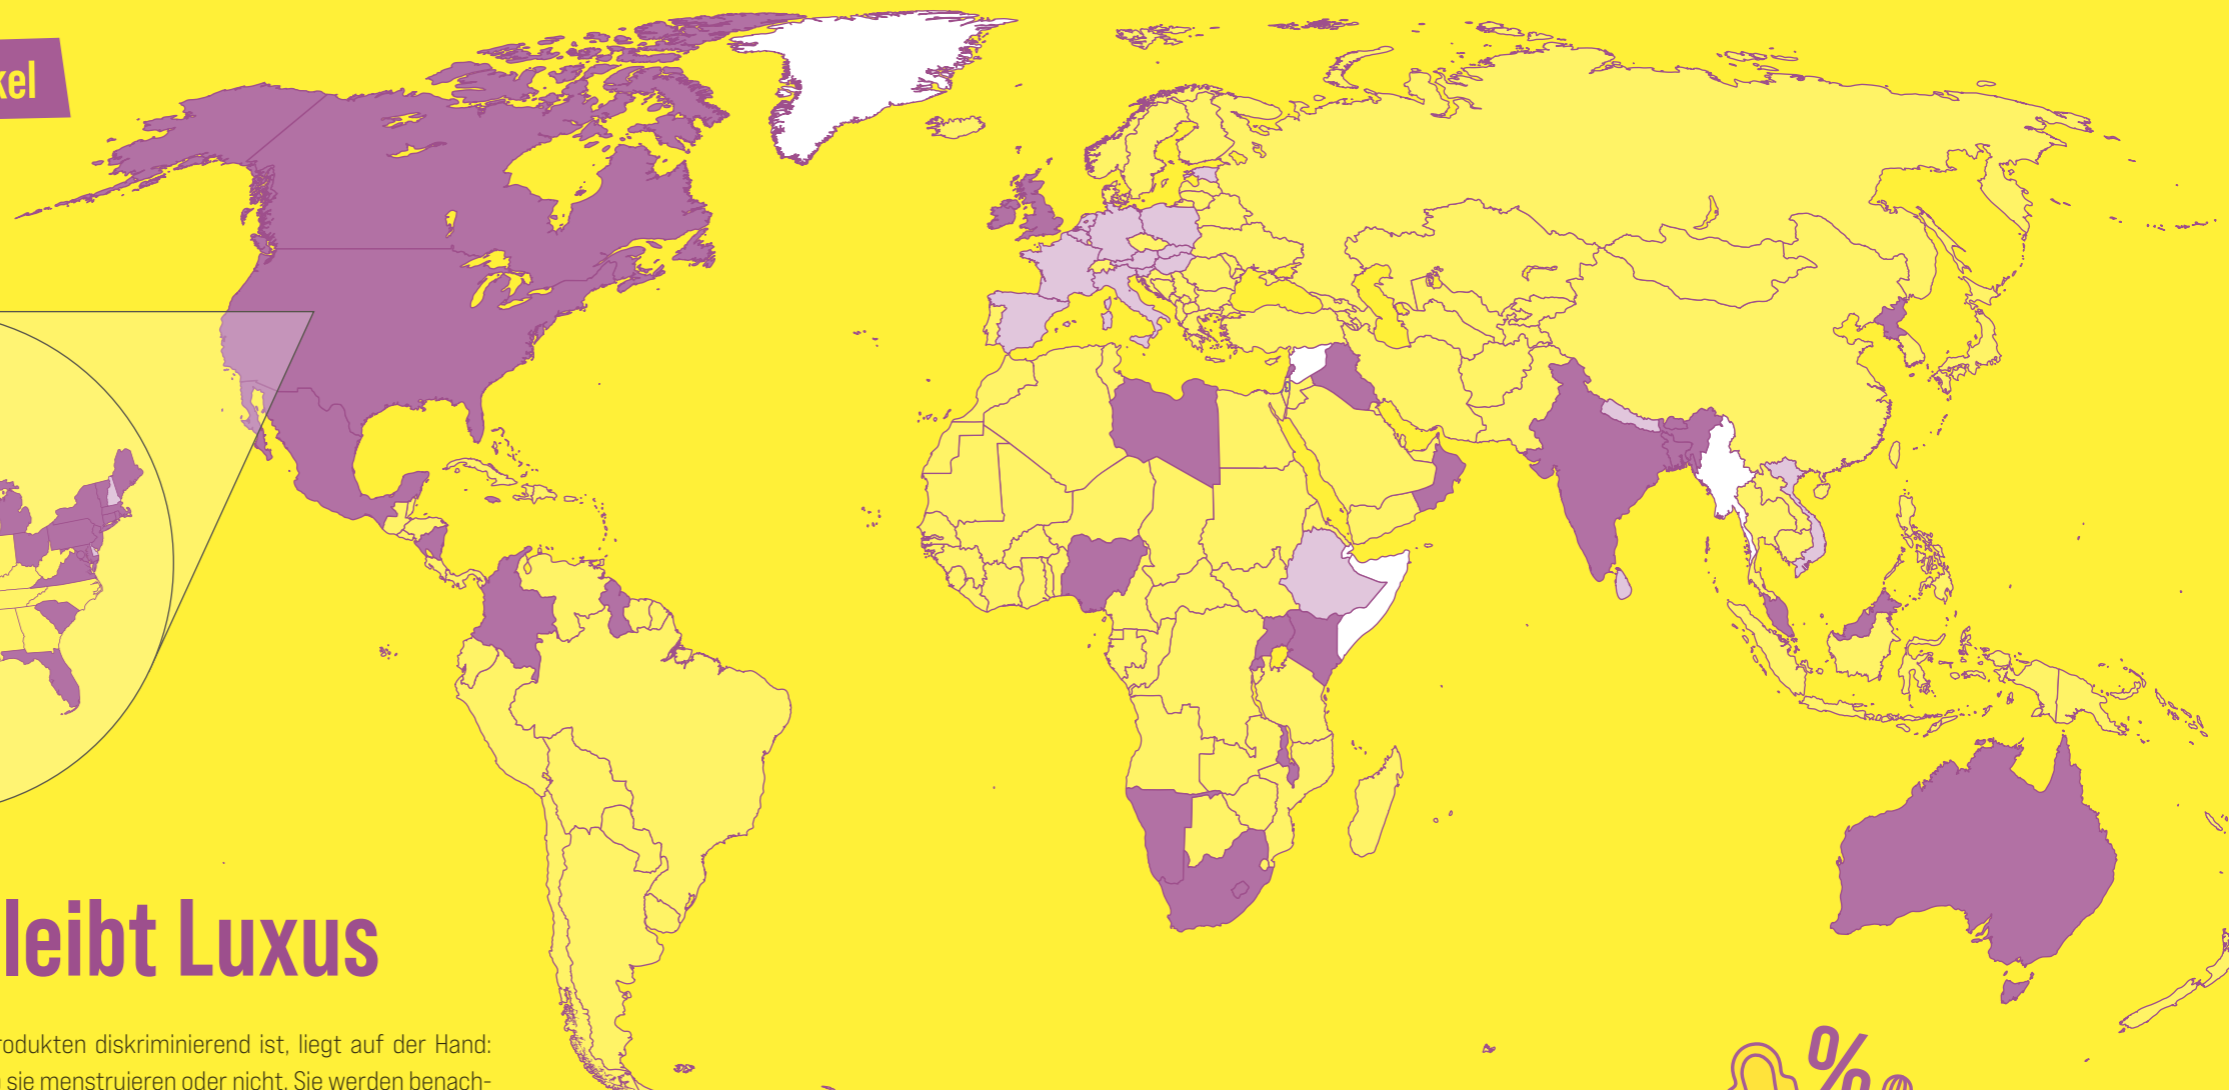 kel
leibt Luxus
rodukten diskriminierend ist, liegt auf der Hand:
sie menstruieren oder nicht. Sie werden benach-
%